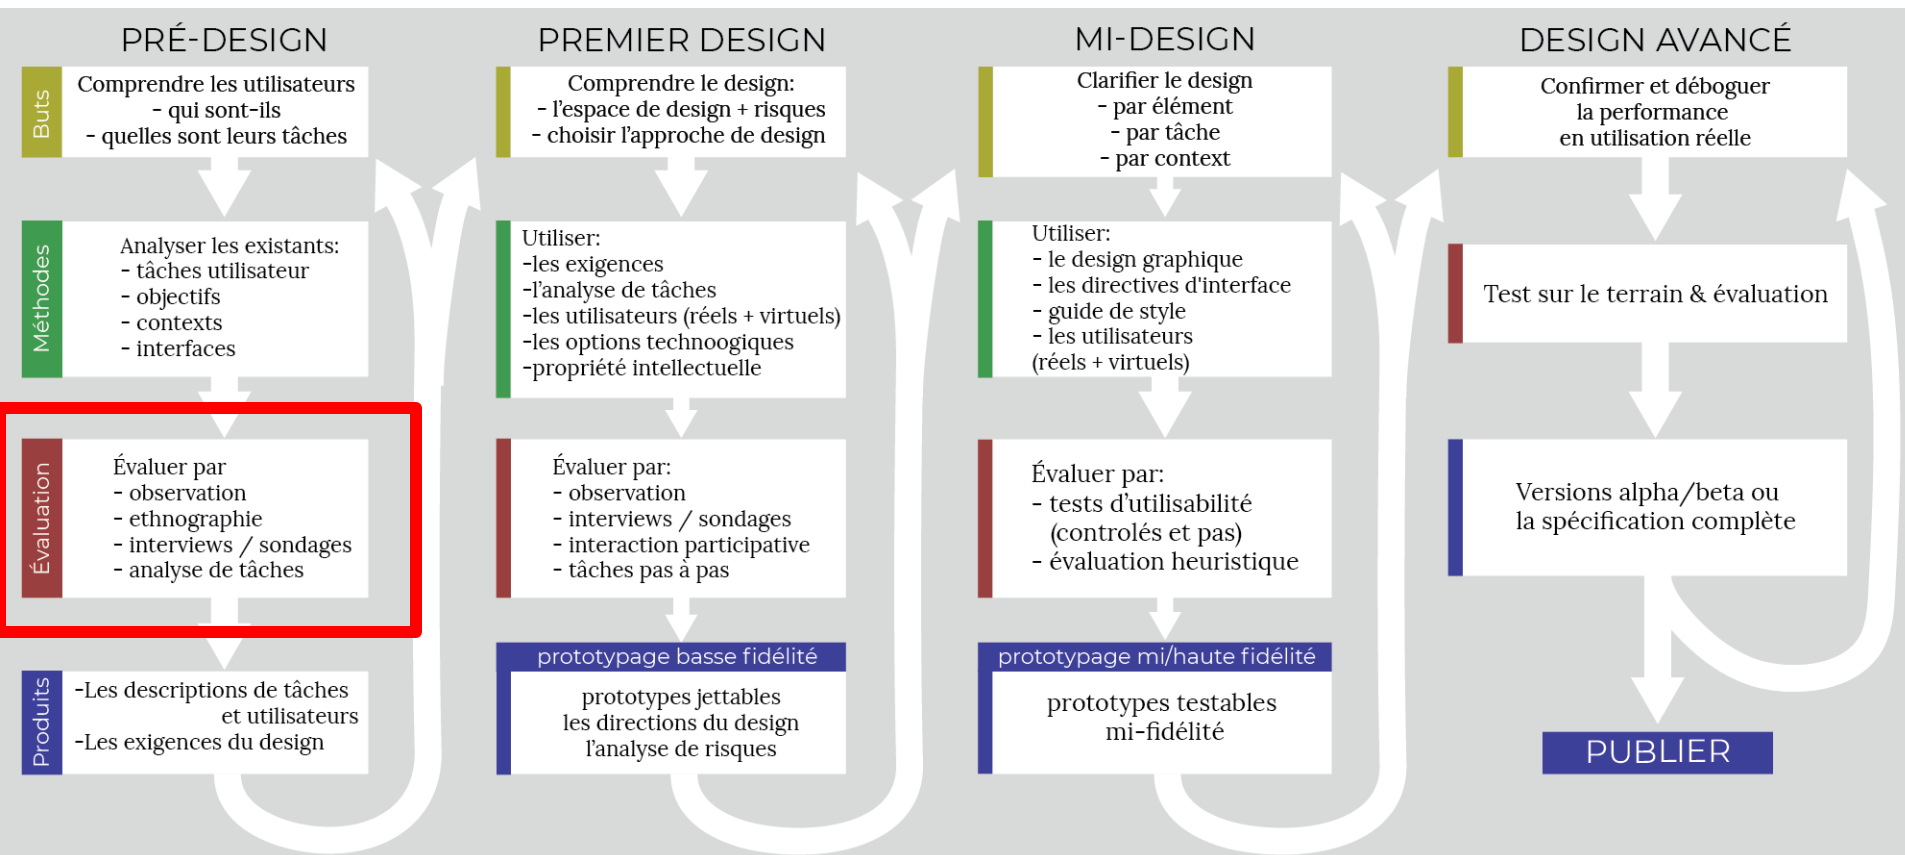 PRÉ-DESIGN
Buts
Comprendre les utilisateurs
- qui sont-ils
- quelles sont leurs tâches
Méthodes
Analyser les existants:
- tâches utilisateur
- objectifs
- contexts
- interfaces
Évaluation
Évaluer par
- observation
- ethnographie
- interviews / sondages
- analyse de tâches
Produits
-Les descriptions de tâches
et utilisateurs
-Les exigences du design
PREMIER DESIGN
Comprendre le design:
- l'espace de design + risques
- choisir l'approche de design
Utiliser:
-les exigences
-l'analyse de tâches
-les utilisateurs (réels + virtuels)
-les options technoogiques
-propriété intellectuelle
Évaluer par:
- observation
- interviews / sondages
- interaction participative
- tâches pas à pas
prototypage basse fidélité
prototypes jettables
les directions du design
l'analyse de risques
MI-DESIGN
Clarifier le design
- par élément
- par tâche
- par context
Utiliser:
- le design graphique
- les directives d'interface
- guide de style
- les utilisateurs
(réels + virtuels)
Évaluer par:
- tests d'utilisabilité
(controlés et pas)
- évaluation heuristique
prototypage mi/haute fidélité
prototypes testables
mi-fidélité
DESIGN AVANCÉ
Confirmer et déboguer
la performance
en utilisation réelle
Test sur le terrain & évaluation
Versions alpha/beta ou
la spécification complète
PUBLIER